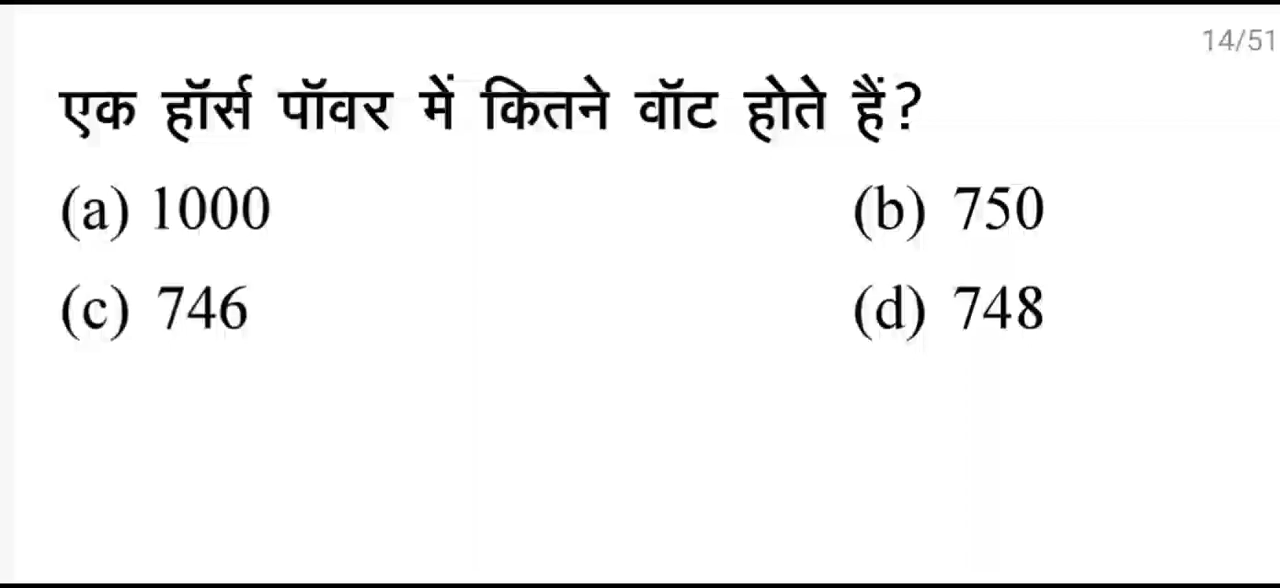 14/51
एक हॉर्स पॉवर में कितने वॉट होते हैं?
(a) 1000 (b) 750
(c) 746 (d) 748